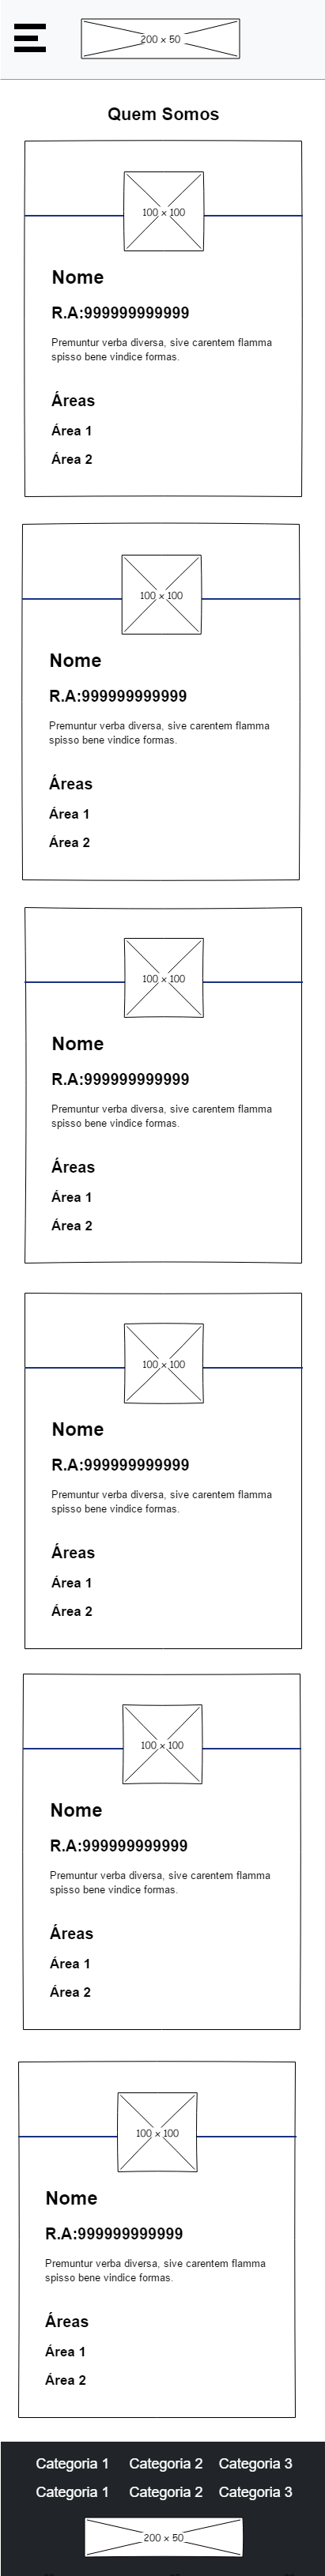 200 x 50
Quem Somos
100 x 100
Nome
R.A:999999999999
Premuntur verba diversa, sive carentem flamma
spisso bene vindice formas.
Áreas
Área 1
Área 2
100 x 100
Nome
R.A:999999999999
Premuntur verba diversa, sive carentem flamma
spisso bene vindice formas.
Áreas
Área 1
Área 2
100 x 100
Nome
R.A:999999999999
Premuntur verba diversa, sive carentem flamma
spisso bene vindice formas.
Áreas
Área 1
Área 2
100 x 100
Nome
R.A:999999999999
Premuntur verba diversa, sive carentem flamma
spisso bene vindice formas.
Áreas
Área 1
Área 2
100 x 100
Nome
R.A:999999999999
Premuntur verba diversa, sive carentem flamma
spisso bene vindice formas.
Áreas
Área 1
Área 2
100 x 100
Nome
R.A:999999999999
Premuntur verba diversa, sive carentem flamma
spisso bene vindice formas.
Áreas
Área 1
Área 2
Categoria 1 Categoria 2 Categoria 3
Categoria 1 Categoria 2 Categoria 3
200 x 50